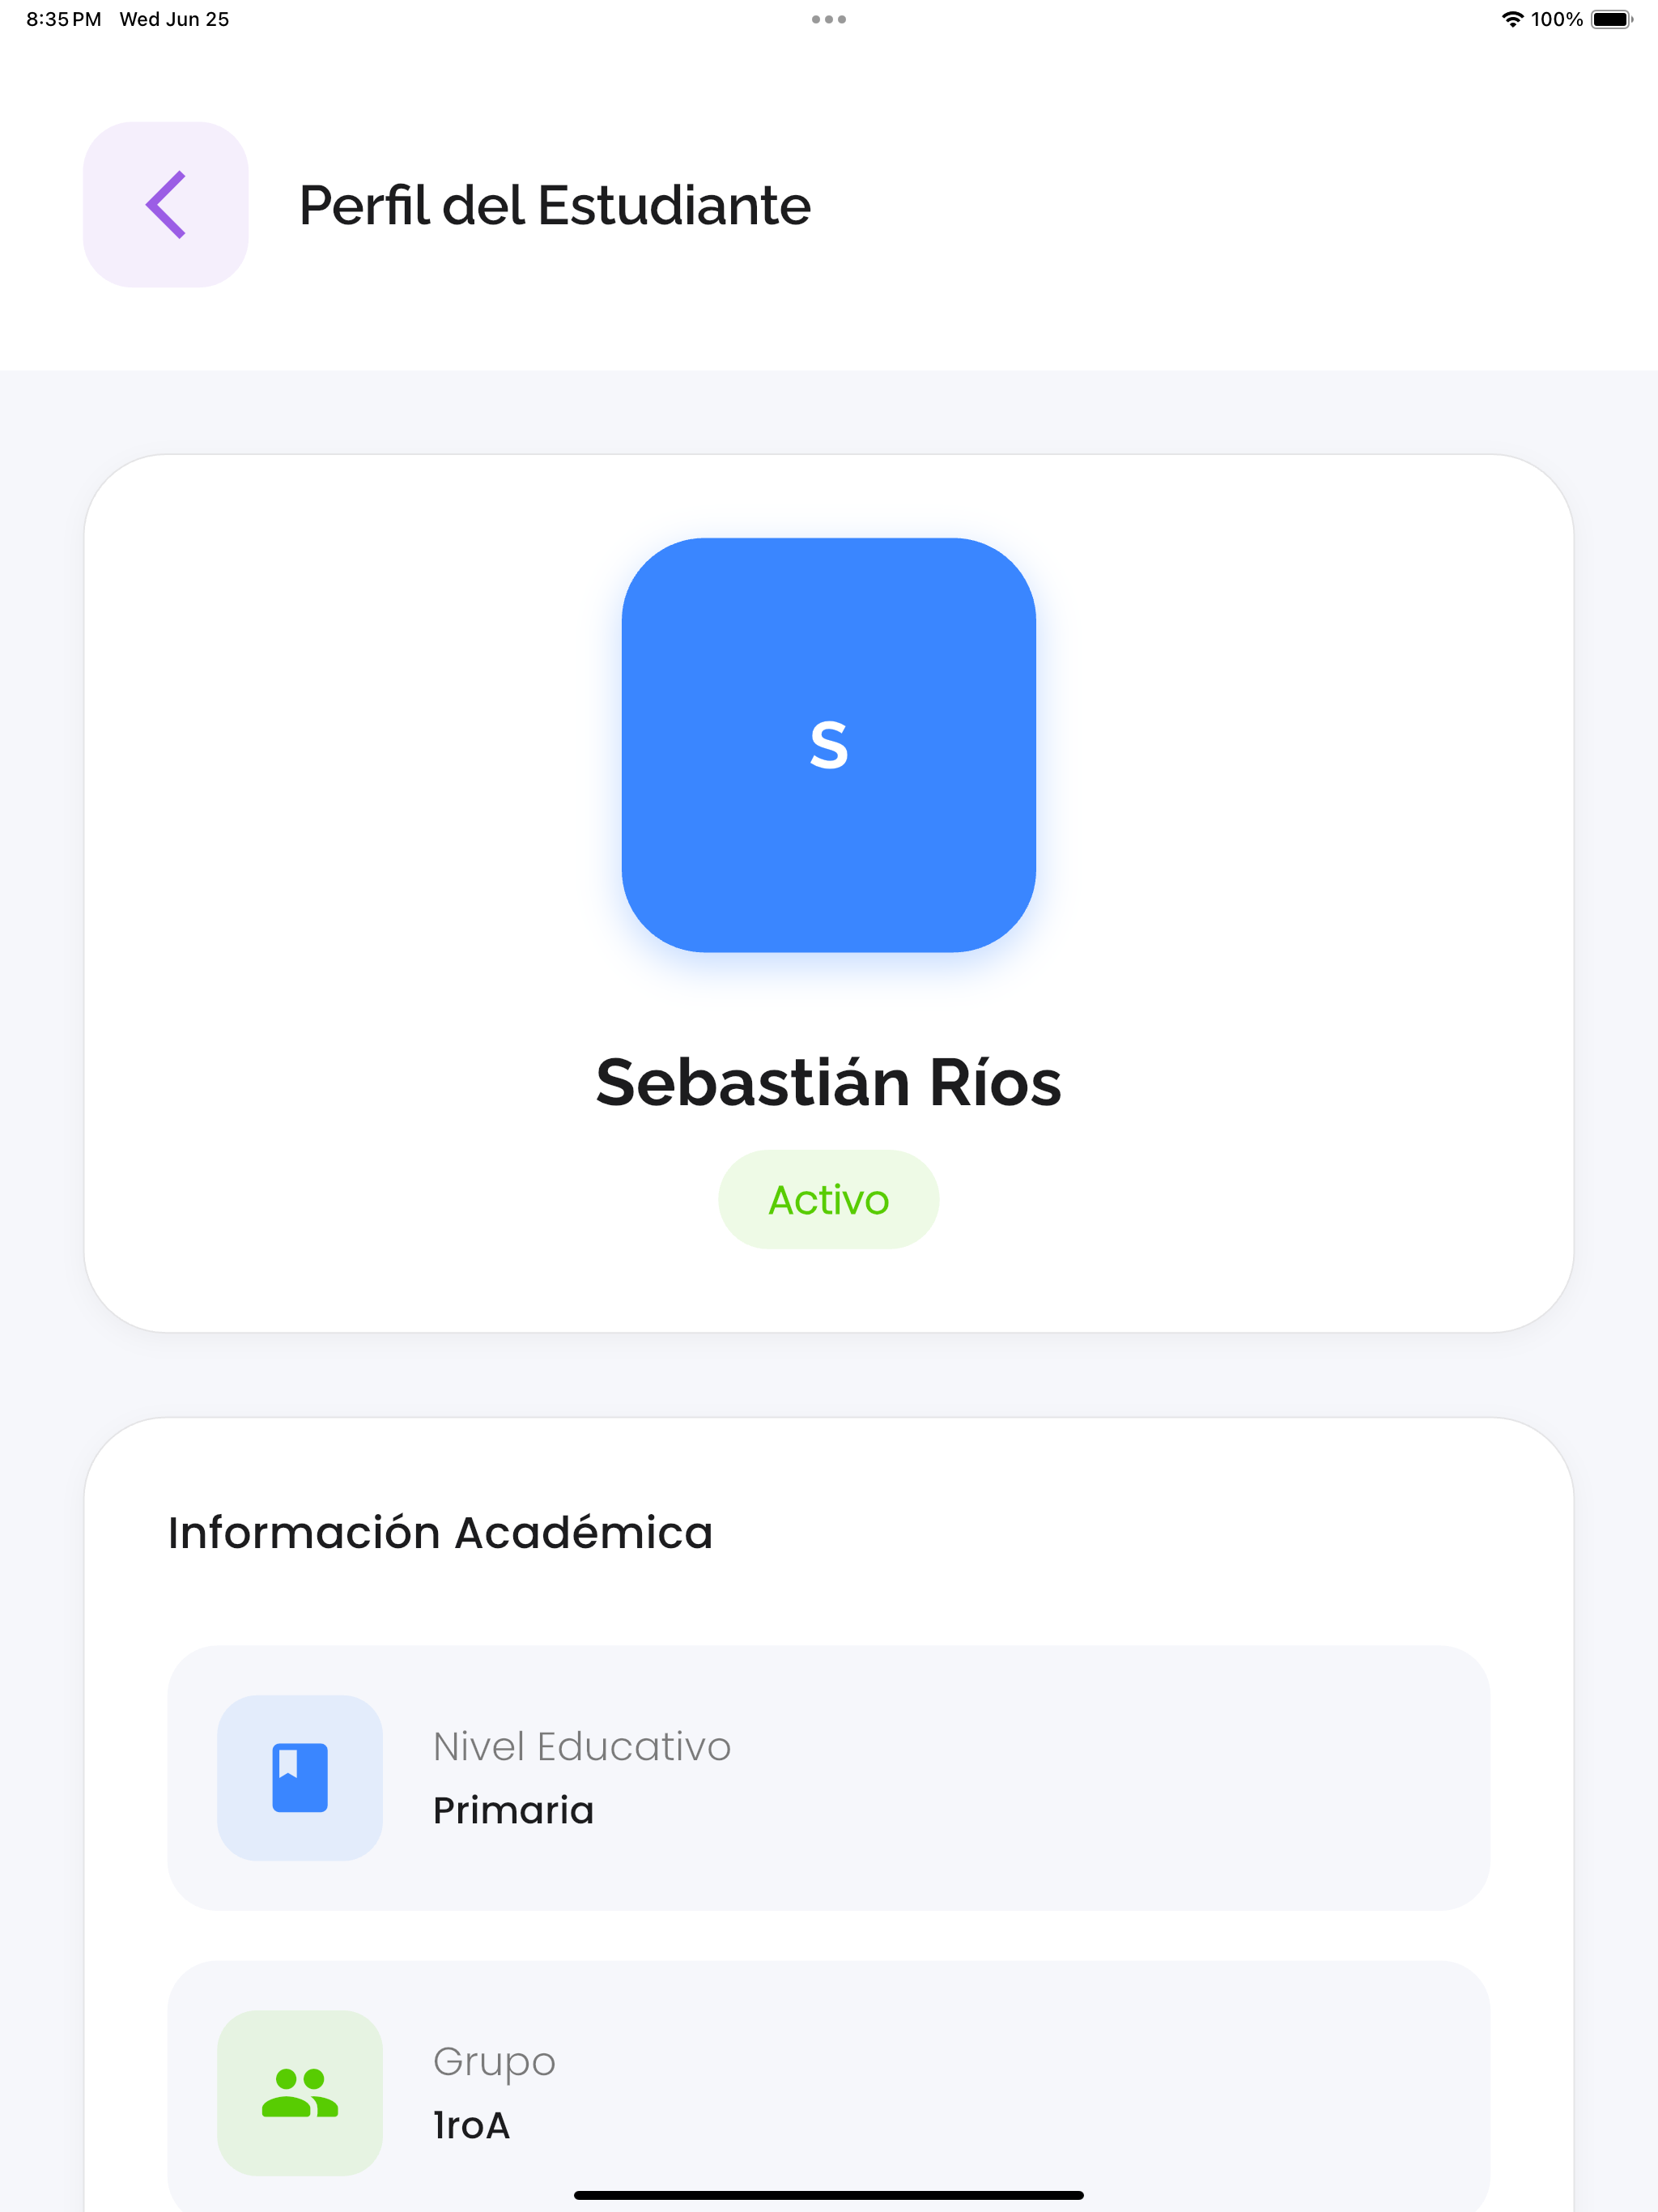 8:35 PM Wed Jun 25
100%
Perfil del Estudiante
S
Sebastián Ríos
Activo
Información Académica
Nivel Educativo
Primaria
Grupo
1roA